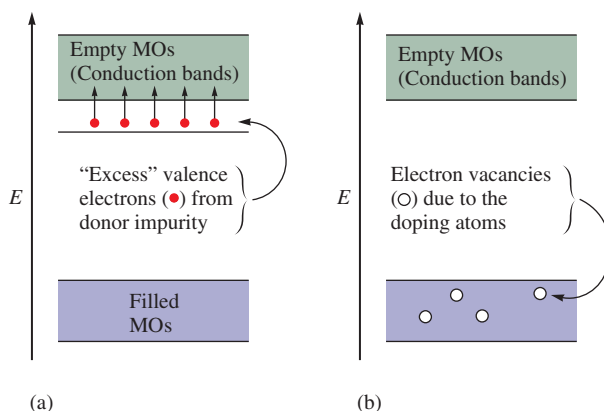 Empty MOs
(Conduction bands)
E
“Excess” valence
electrons (●) from
donor impurity
Filled
MOs
(a)
Empty MOs
(Conduction bands)
E
Electron vacancies
(○) due to the
doping atoms
(b)